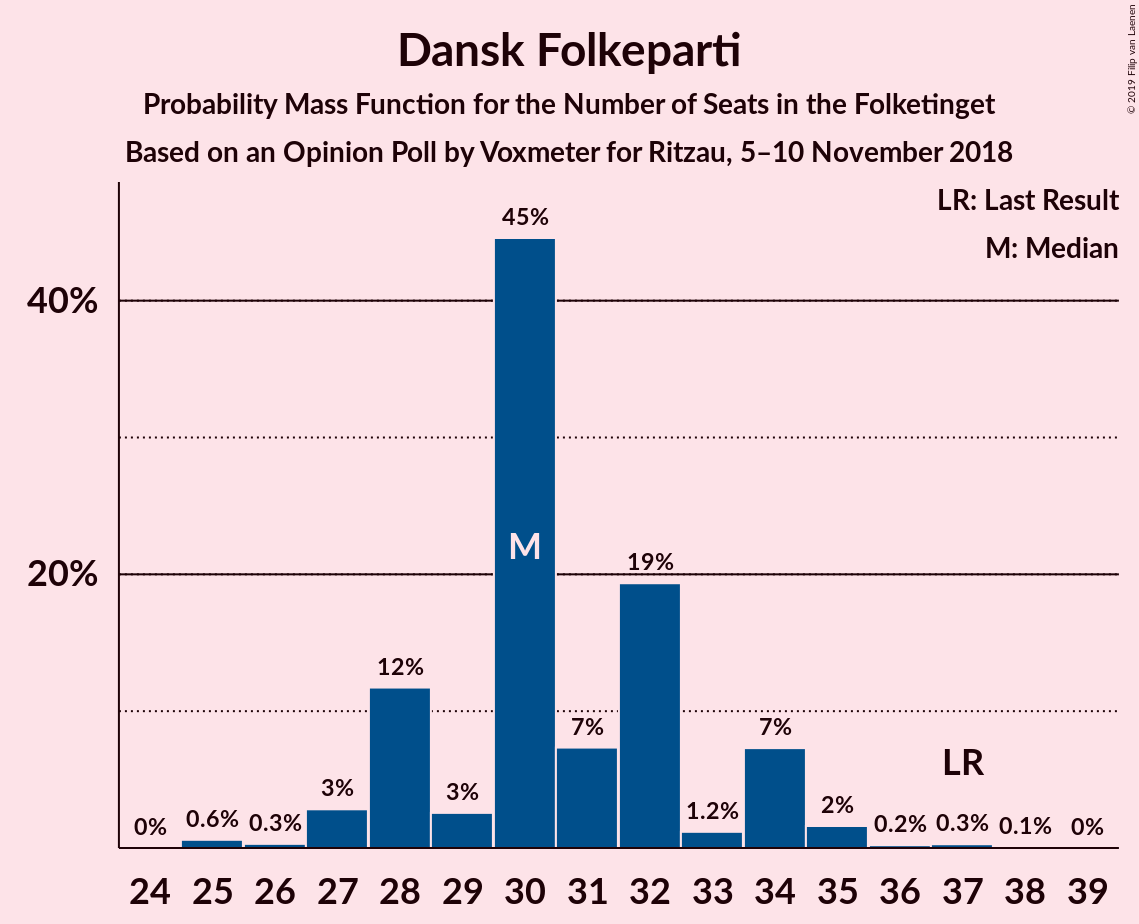 Dansk Folkeparti
Probability Mass Function for the Number of Seats in the Folketinget
Based on an Opinion Poll by Voxmeter for Ritzau, 5–10 November 2018
© 2019 Filip van Laenen
LR: Last Result
M: Median
40%
20%
0%
0.6%
0.3%
3%
12%
3%
45%
M
7%
19%
1.2%
7%
2%
0.2%
LR
0.3%
0.1%
0%
24 25 26 27 28 29 30 31 32 33 34 35 36 37 38 39